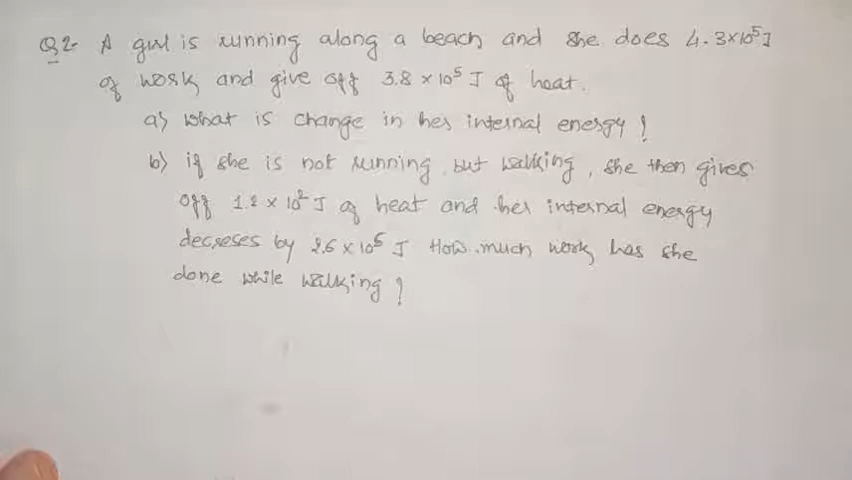 Q2- A girl is running along a beach and she does 4.3×10⁵J
of work, and give off 3.8 × 10⁵ J of heat.
a) what is change in her internal energy ?
b) if she is not running but walking, she then gives
off 1.2 × 10² J of heat and her internal energy
decreses by 2.6 × 10⁵ J How much work has she
done while walking ?